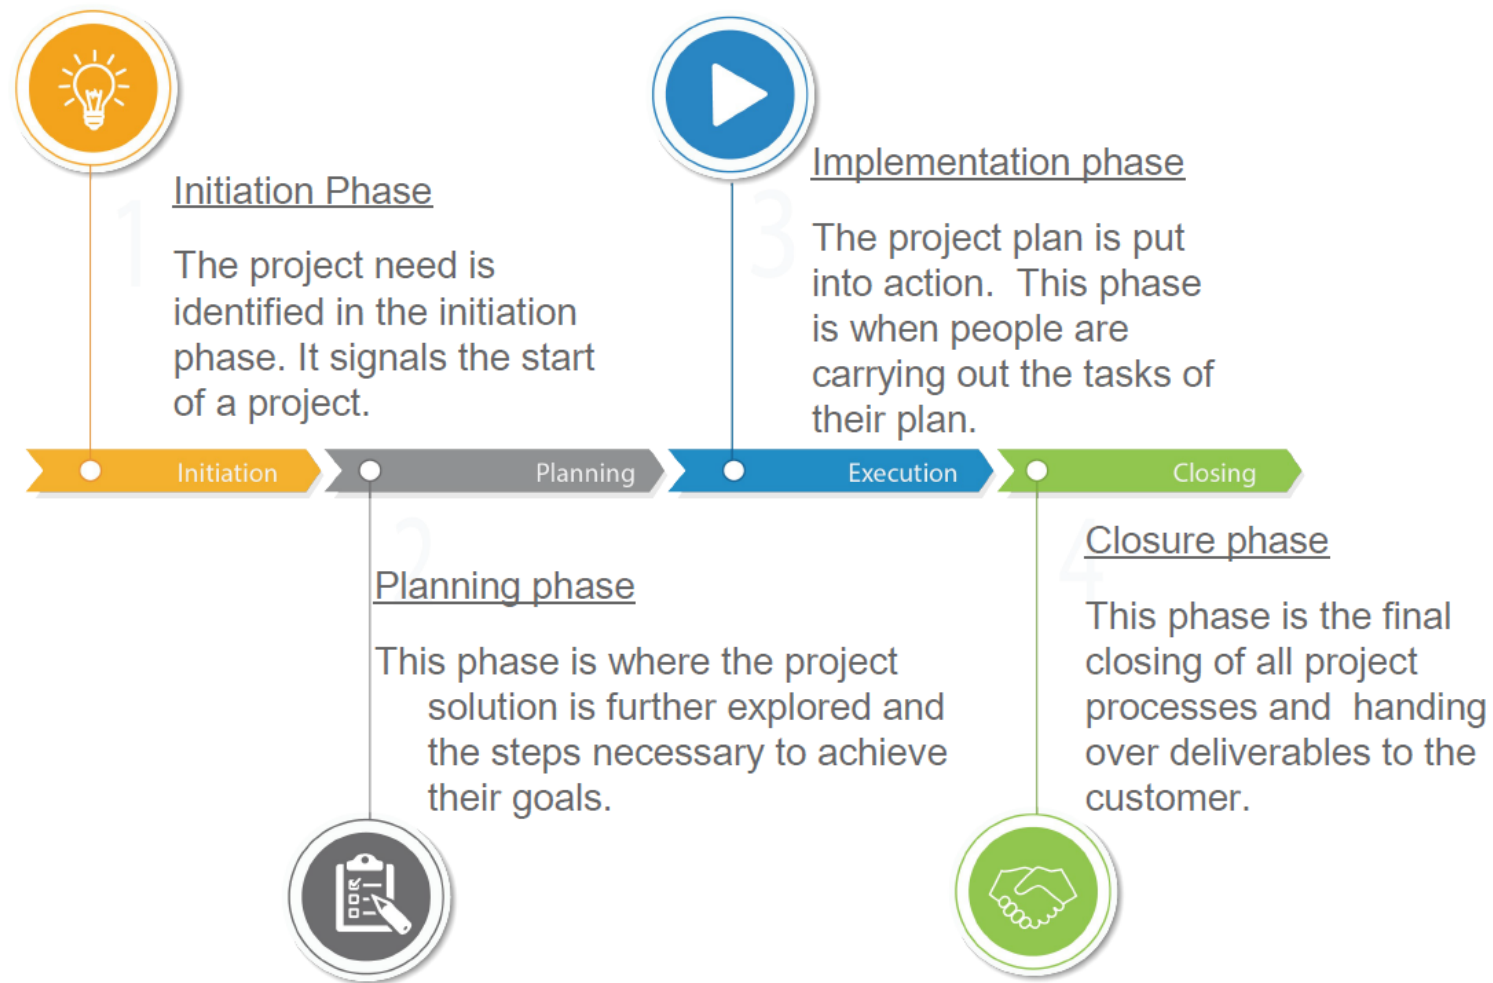 1
Initiation Phase
The project need is
identified in the initiation
phase. It signals the start
of a project.
3
Implementation phase
The project plan is put
into action.  This phase
is when people are
carrying out the tasks of
their plan.
Initiation
Planning
Execution
Closing
2
Planning phase
This phase is where the project
solution is further explored and
the steps necessary to achieve
their goals.
4
Closure phase
This phase is the final
closing of all project
processes and  handing
over deliverables to the
customer.